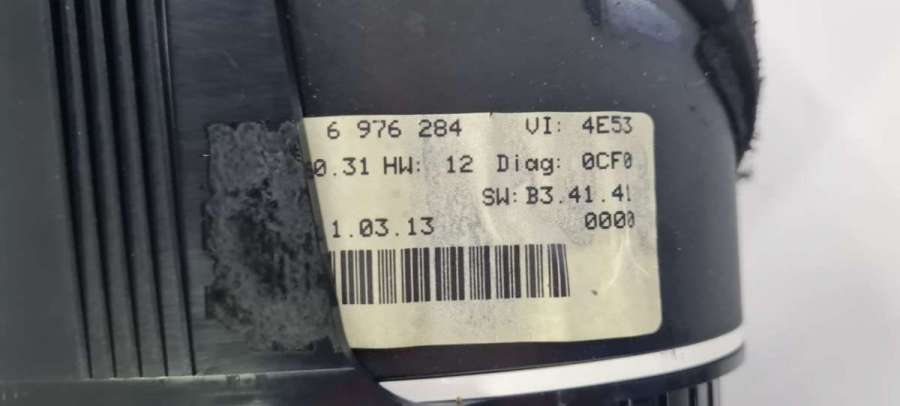 6 976 284 VI: 4E53
0.31 HW: 12 Diag: 0CF0
SW: B3.41.41
1.03.13 0000